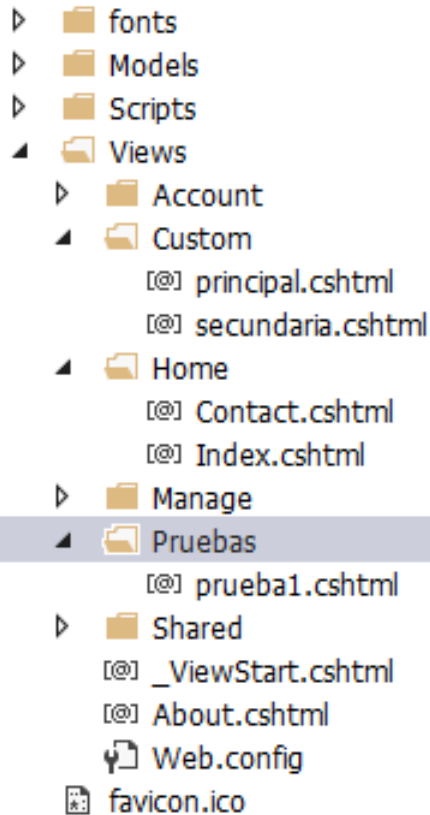 fonts
Models
Scripts
Views
Account
Custom
[@] principal.cshtml
[@] secundaria.cshtml
Home
[@] Contact.cshtml
[@] Index.cshtml
Manage
Pruebas
[@] prueba1.cshtml
Shared
[@] _ViewStart.cshtml
[@] About.cshtml
Web.config
favicon.ico